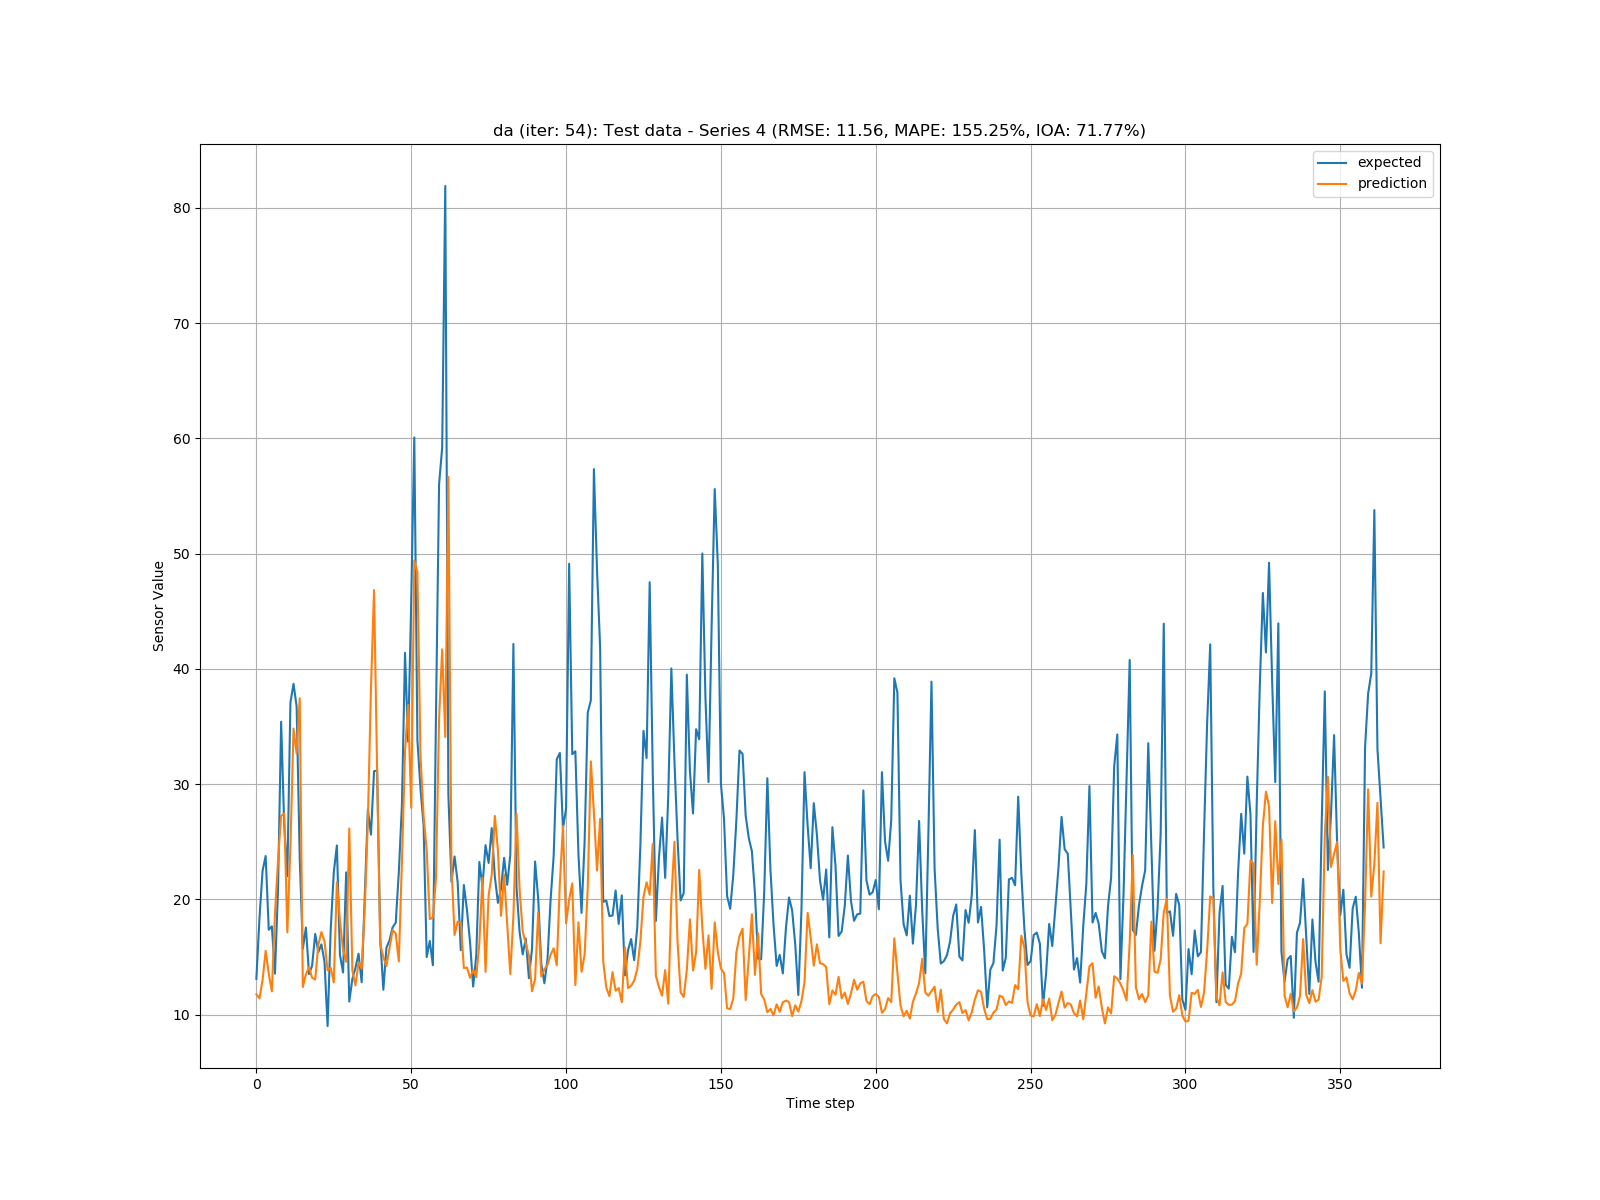 da (iter: 54): Test data - Series 4 (RMSE: 11.56, MAPE: 155.25%, IOA: 71.77%)
expected
prediction
80
70
60
50
40
30
20
10
Sensor Value
0 50 100 150 200 250 300 350
Time step